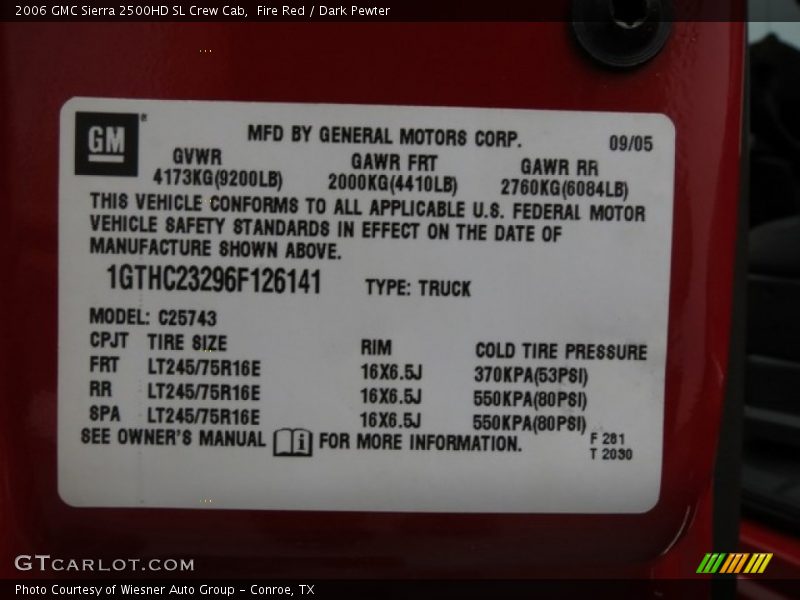 2006 GMC Sierra 2500HD SL Crew Cab,  Fire Red / Dark Pewter
GM®
MFD BY GENERAL MOTORS CORP. 09/05
GVWR GAWR FRT GAWR RR
4173KG(9200LB) 2000KG(4410LB) 2760KG(6084LB)
THIS VEHICLE CONFORMS TO ALL APPLICABLE U.S. FEDERAL MOTOR
VEHICLE SAFETY STANDARDS IN EFFECT ON THE DATE OF
MANUFACTURE SHOWN ABOVE.
1GTHC23296F126141 TYPE: TRUCK
MODEL: C25743
CPJT TIRE SIZE RIM COLD TIRE PRESSURE
FRT LT245/75R16E 16X6.5J 370KPA(53PSI)
RR LT245/75R16E 16X6.5J 550KPA(80PSI)
SPA LT245/75R16E 16X6.5J 550KPA(80PSI)
SEE OWNER'S MANUAL i FOR MORE INFORMATION.
F 281
T 2030
GTCARLOT.COM
Photo Courtesy of Wiesner Auto Group - Conroe, TX